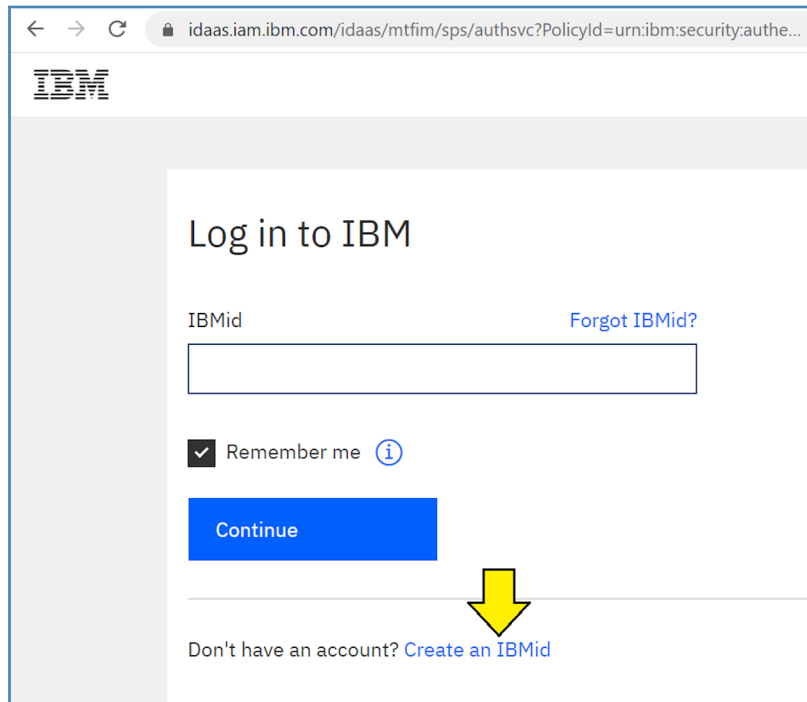 idaas.iam.ibm.com/idaas/mtfim/sps/authsvc?PolicyId=urn:ibm:security:authe...
IBM
Log in to IBM
IBMid Forgot IBMid?
Remember me
Continue
Don't have an account? Create an IBMid